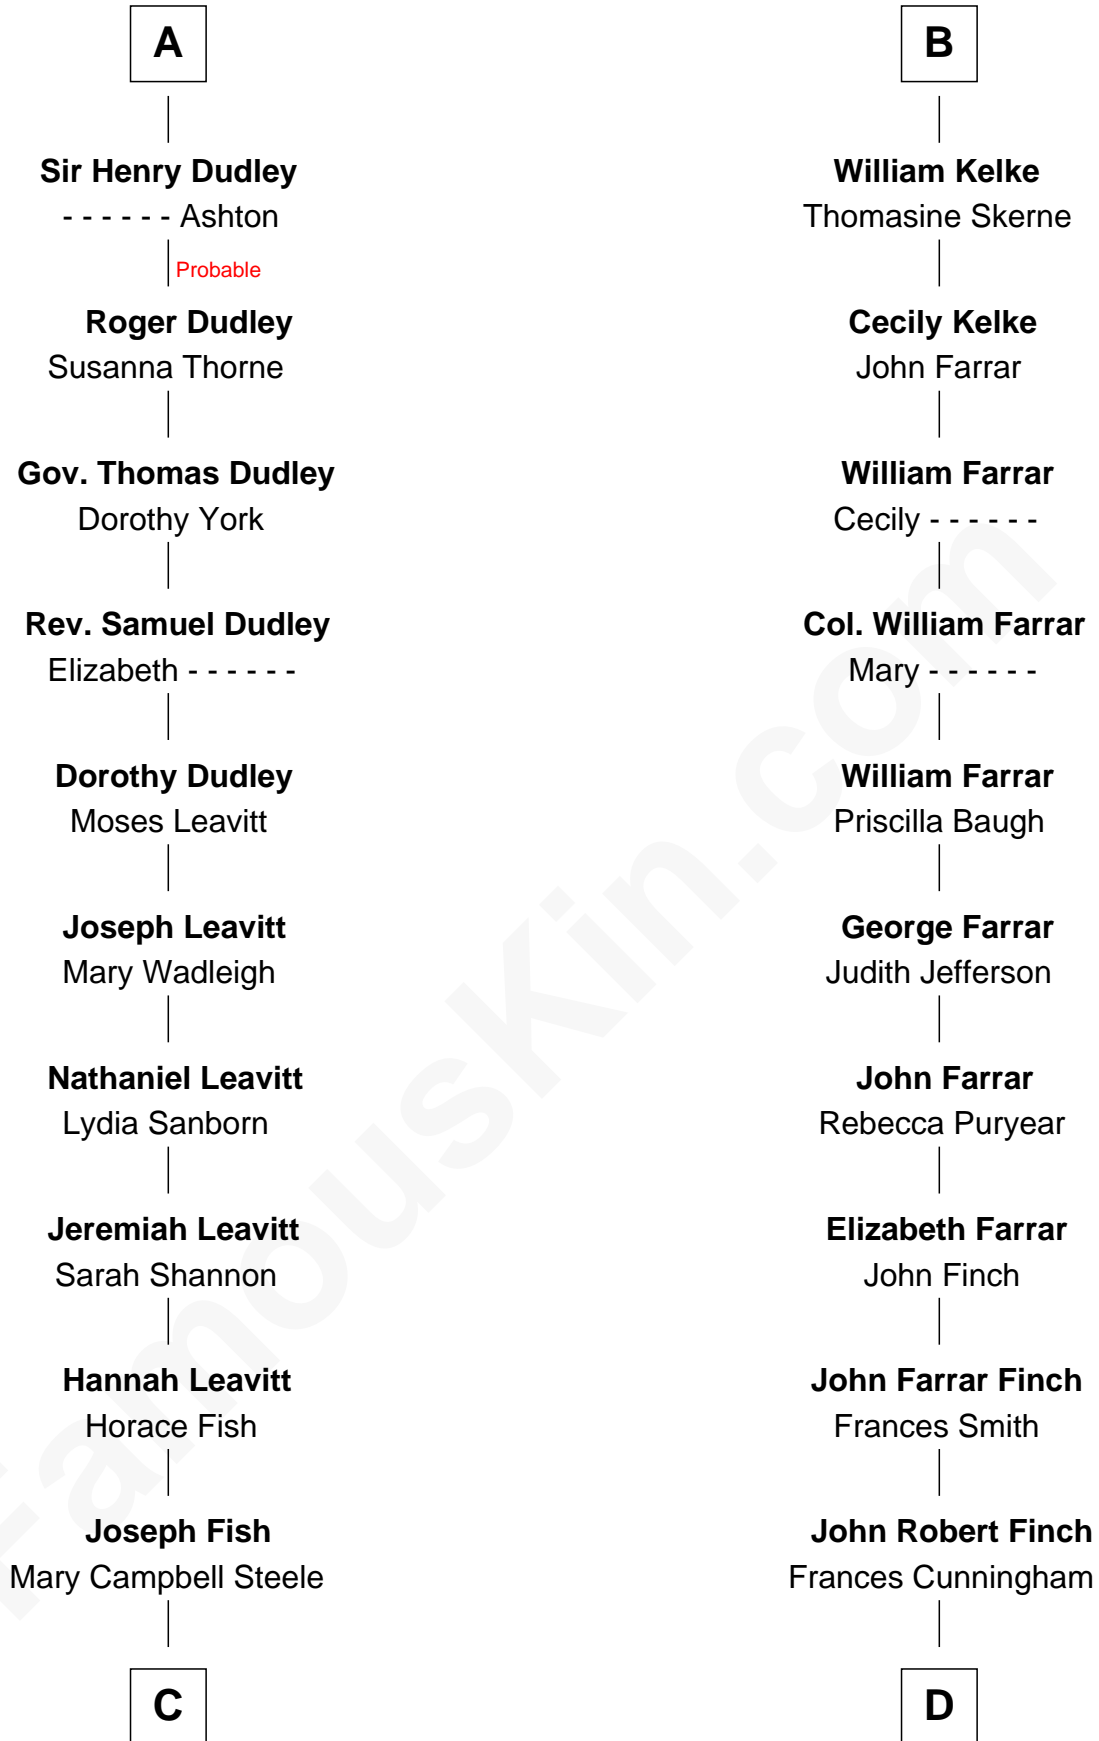 A
Sir Henry Dudley
- - - - - - Ashton
Probable
Roger Dudley
Susanna Thorne
Gov. Thomas Dudley
Dorothy York
Rev. Samuel Dudley
Elizabeth - - - - - -
Dorothy Dudley
Moses Leavitt
Joseph Leavitt
Mary Wadleigh
Nathaniel Leavitt
Lydia Sanborn
Jeremiah Leavitt
Sarah Shannon
Hannah Leavitt
Horace Fish
Joseph Fish
Mary Campbell Steele
C
B
William Kelke
Thomasine Skerne
Cecily Kelke
John Farrar
William Farrar
Cecily - - - - - -
Col. William Farrar
Mary - - - - - -
William Farrar
Priscilla Baugh
George Farrar
Judith Jefferson
John Farrar
Rebecca Puryear
Elizabeth Farrar
John Finch
John Farrar Finch
Frances Smith
John Robert Finch
Frances Cunningham
D
FamousKin.com